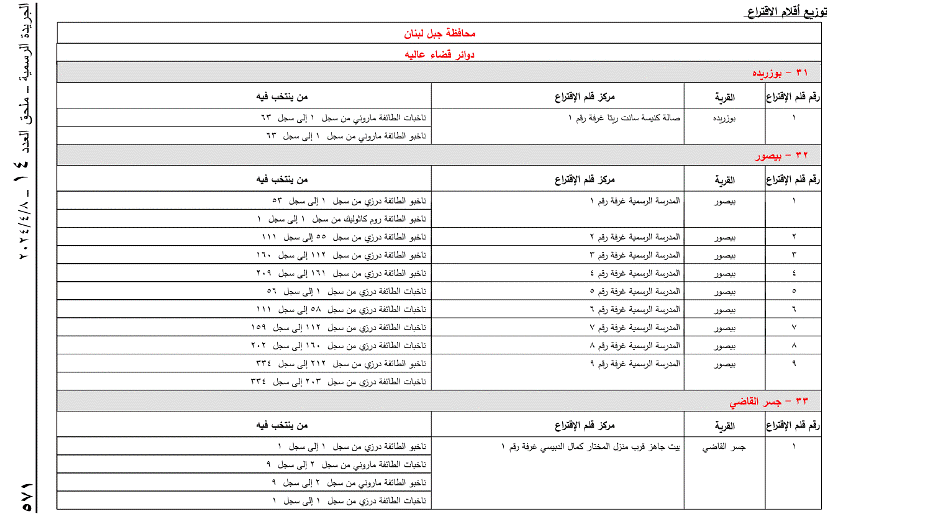 توزيع أقلام الاقتراع
محافظة جبل لبنان
دوائر قضاء عاليه
٣١ - بوزريده
رقم قلم الإقتراع القرية مركز قلم الإقتراع من ينتخب فيه
١ بوزريده صالة كنيسة سانت ريتا غرفة رقم ١ ناخبات الطائفة ماروني من سجل ١ إلى سجل ٦٣
ناخبو الطائفة ماروني من سجل ١ إلى سجل ٦٣
٣٢ - بيصور
رقم قلم الإقتراع القرية مركز قلم الإقتراع من ينتخب فيه
١ بيصور المدرسة الرسمية غرفة رقم ١ ناخبو الطائفة درزي من سجل ١ إلى سجل ٥٣
ناخبو الطائفة روم كاثوليك من سجل ١ إلى سجل ١
٢ بيصور المدرسة الرسمية غرفة رقم ٢ ناخبو الطائفة درزي من سجل ٥٥ إلى سجل ١١١
٣ بيصور المدرسة الرسمية غرفة رقم ٣ ناخبو الطائفة درزي من سجل ١١٢ إلى سجل ١٦٠
٤ بيصور المدرسة الرسمية غرفة رقم ٤ ناخبو الطائفة درزي من سجل ١٦١ إلى سجل ٢٠٩
٥ بيصور المدرسة الرسمية غرفة رقم ٥ ناخبات الطائفة درزي من سجل ١ إلى سجل ٥٦
٦ بيصور المدرسة الرسمية غرفة رقم ٦ ناخبات الطائفة درزي من سجل ٥٨ إلى سجل ١١١
٧ بيصور المدرسة الرسمية غرفة رقم ٧ ناخبات الطائفة درزي من سجل ١١٢ إلى سجل ١٥٩
٨ بيصور المدرسة الرسمية غرفة رقم ٨ ناخبات الطائفة درزي من سجل ١٦٠ إلى سجل ٢٠٢
٩ بيصور المدرسة الرسمية غرفة رقم ٩ ناخبو الطائفة درزي من سجل ٢١٢ إلى سجل ٣٣٤
ناخبات الطائفة درزي من سجل ٢٠٣ إلى سجل ٣٣٤
٣٣ - جسر القاضي
رقم قلم الإقتراع القرية مركز قلم الإقتراع من ينتخب فيه
١ جسر القاضي بيت جاهز قرب منزل المختار كمال الدبيسي غرفة رقم ١ ناخبو الطائفة درزي من سجل ١ إلى سجل ١
ناخبات الطائفة ماروني من سجل ٢ إلى سجل ٩
ناخبو الطائفة ماروني من سجل ٢ إلى سجل ٩
ناخبات الطائفة درزي من سجل ١ إلى سجل ١
الجريدة الرسمية - ملحق العدد ١٤ - ٢٠٢٤/٤/٨
٥٧١